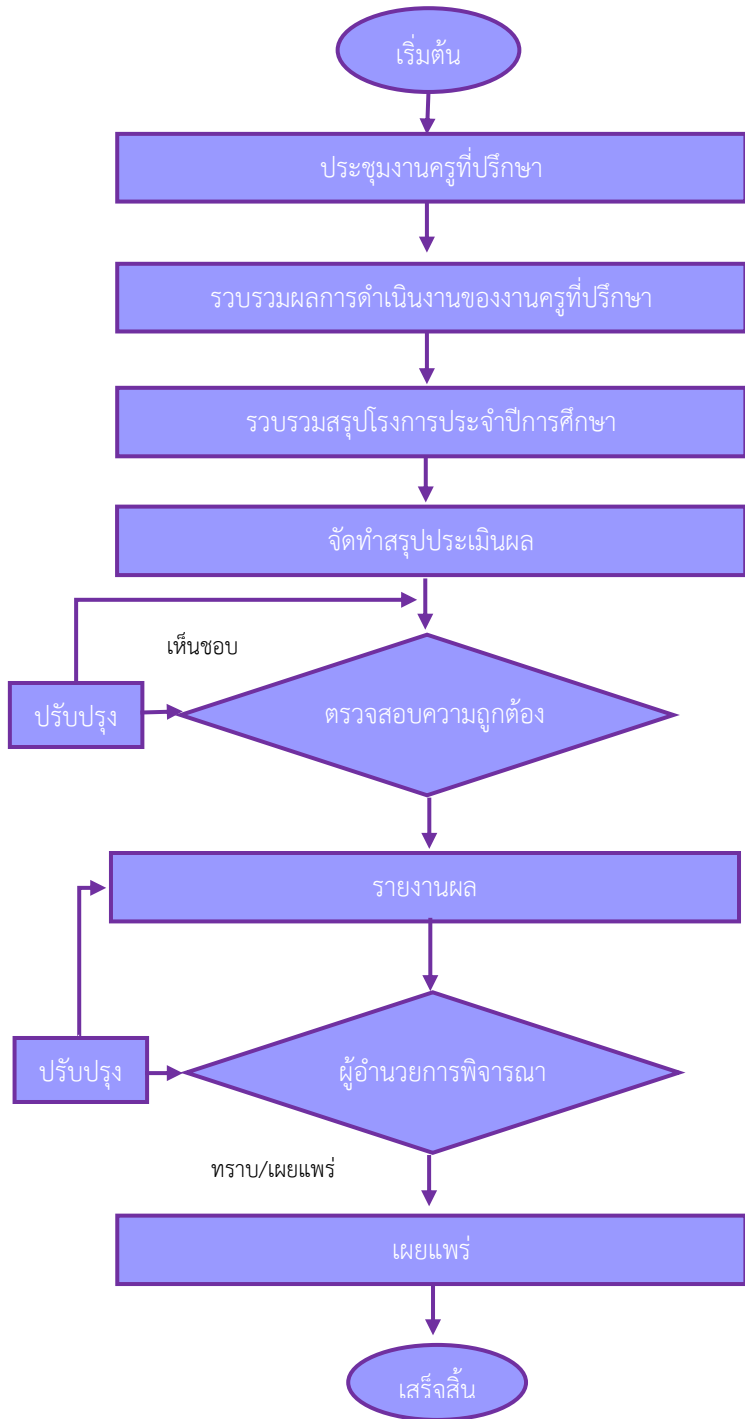 เริ่มต้น
ประชุมงานครูที่ปรึกษา
รวบรวมผลการดำเนินงานของงานครูที่ปรึกษา
รวบรวมสรุปโรงการประจำปีการศึกษา
จัดทำสรุปประเมินผล
เห็นชอบ
ปรับปรุง
ตรวจสอบความถูกต้อง
รายงานผล
ปรับปรุง
ผู้อำนวยการพิจารณา
ทราบ/เผยแพร่
เผยแพร่
เสร็จสิ้น